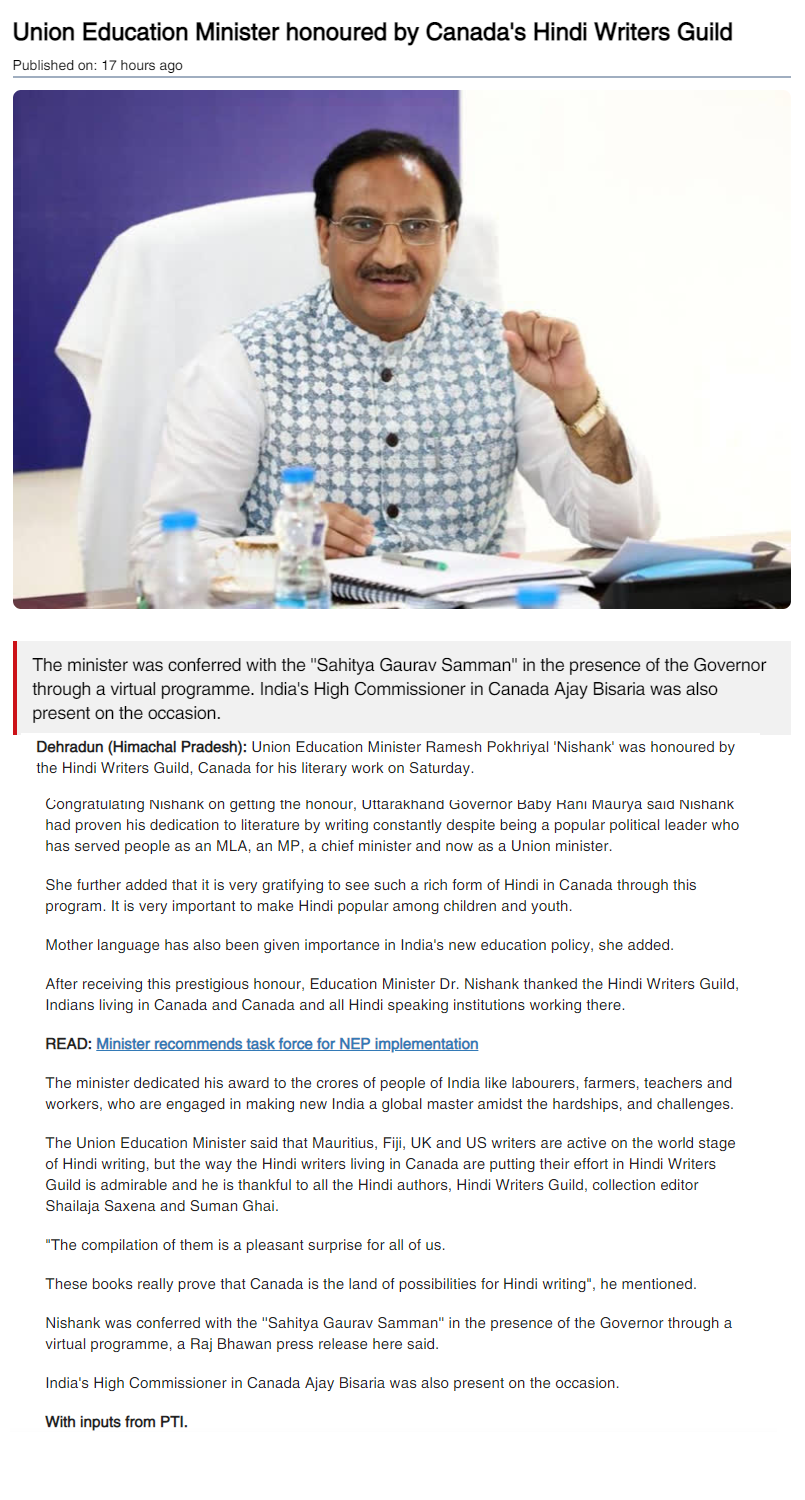 Union Education Minister honoured by Canada's Hindi Writers Guild
Published on: 17 hours ago
The minister was conferred with the "Sahitya Gaurav Samman" in the presence of the Governor
through a virtual programme. India's High Commissioner in Canada Ajay Bisaria was also
present on the occasion.
Dehradun (Himachal Pradesh): Union Education Minister Ramesh Pokhriyal 'Nishank' was honoured by
the Hindi Writers Guild, Canada for his literary work on Saturday.
Congratulating Nishank on getting the honour, Uttarakhand Governor Baby Rani Maurya said Nishank
had proven his dedication to literature by writing constantly despite being a popular political leader who
has served people as an MLA, an MP, a chief minister and now as a Union minister.
She further added that it is very gratifying to see such a rich form of Hindi in Canada through this
program. It is very important to make Hindi popular among children and youth.
Mother language has also been given importance in India's new education policy, she added.
After receiving this prestigious honour, Education Minister Dr. Nishank thanked the Hindi Writers Guild,
Indians living in Canada and Canada and all Hindi speaking institutions working there.
READ: Minister recommends task force for NEP implementation
The minister dedicated his award to the crores of people of India like labourers, farmers, teachers and
workers, who are engaged in making new India a global master amidst the hardships, and challenges.
The Union Education Minister said that Mauritius, Fiji, UK and US writers are active on the world stage
of Hindi writing, but the way the Hindi writers living in Canada are putting their effort in Hindi Writers
Guild is admirable and he is thankful to all the Hindi authors, Hindi Writers Guild, collection editor
Shailaja Saxena and Suman Ghai.
"The compilation of them is a pleasant surprise for all of us.
These books really prove that Canada is the land of possibilities for Hindi writing", he mentioned.
Nishank was conferred with the "Sahitya Gaurav Samman" in the presence of the Governor through a
virtual programme, a Raj Bhawan press release here said.
India's High Commissioner in Canada Ajay Bisaria was also present on the occasion.
With inputs from PTI.